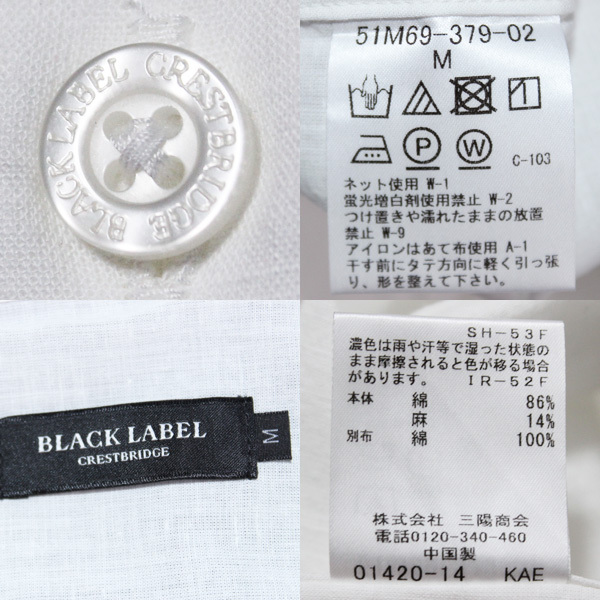 BLACK LABEL CRESTBRIDGE
51M69-379-02
M
P W
C-103
ネット使用 W-1
蛍光増白剤使用禁止 W-2
つけ置きや濡れたままの放置
禁止 W-9
アイロンはあて布使用 A-1
干す前にタテ方向に軽く引っ張
り、形を整えて下さい。
BLACK LABEL
CRESTBRIDGE
M
SH-53F
濃色は雨や汗等で湿った状態の
まま摩擦されると色が移る場合
があります。 IR-52F
本体 綿 86%
麻 14%
別布 綿 100%
株式会社 三陽商会
電話0120-340-460
中国製
01420-14 KAE